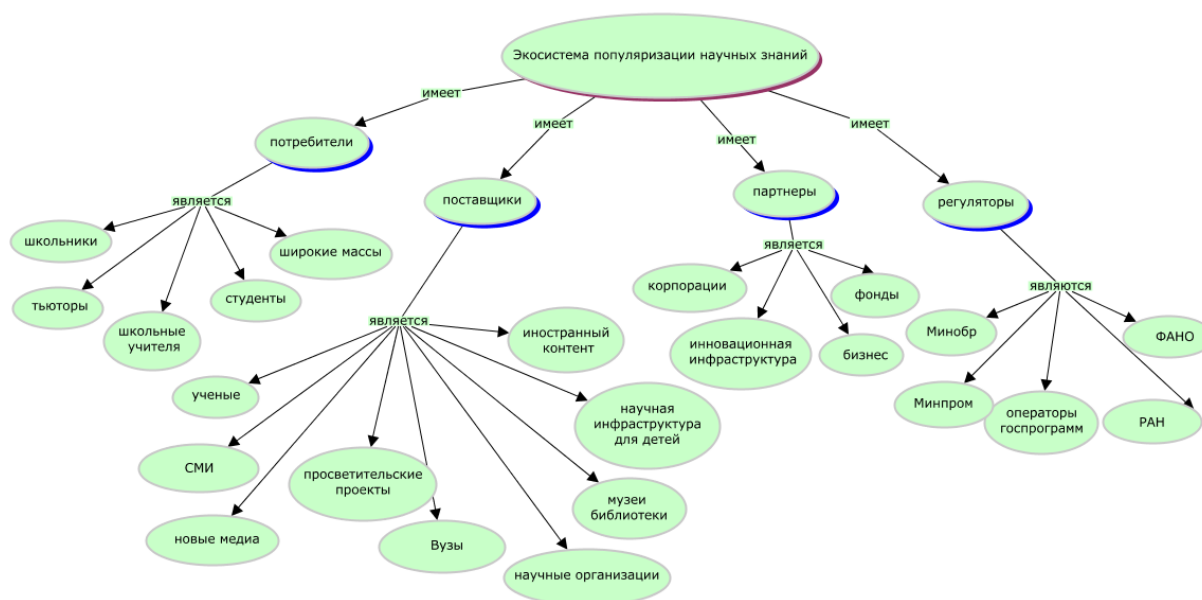 Экосистема популяризации научных знаний
имеет
имеет
имеет
имеет
потребители
поставщики
партнеры
регуляторы
является
школьники
тьюторы
школьные
учителя
студенты
широкие массы
является
ученые
СМИ
новые медиа
просветительские
проекты
Вузы
научные организации
музеи
библиотеки
научная
инфраструктура
для детей
иностранный
контент
является
корпорации
инновационная
инфраструктура
бизнес
фонды
являются
Минобр
Минпром
операторы
госпрограмм
РАН
ФАНО